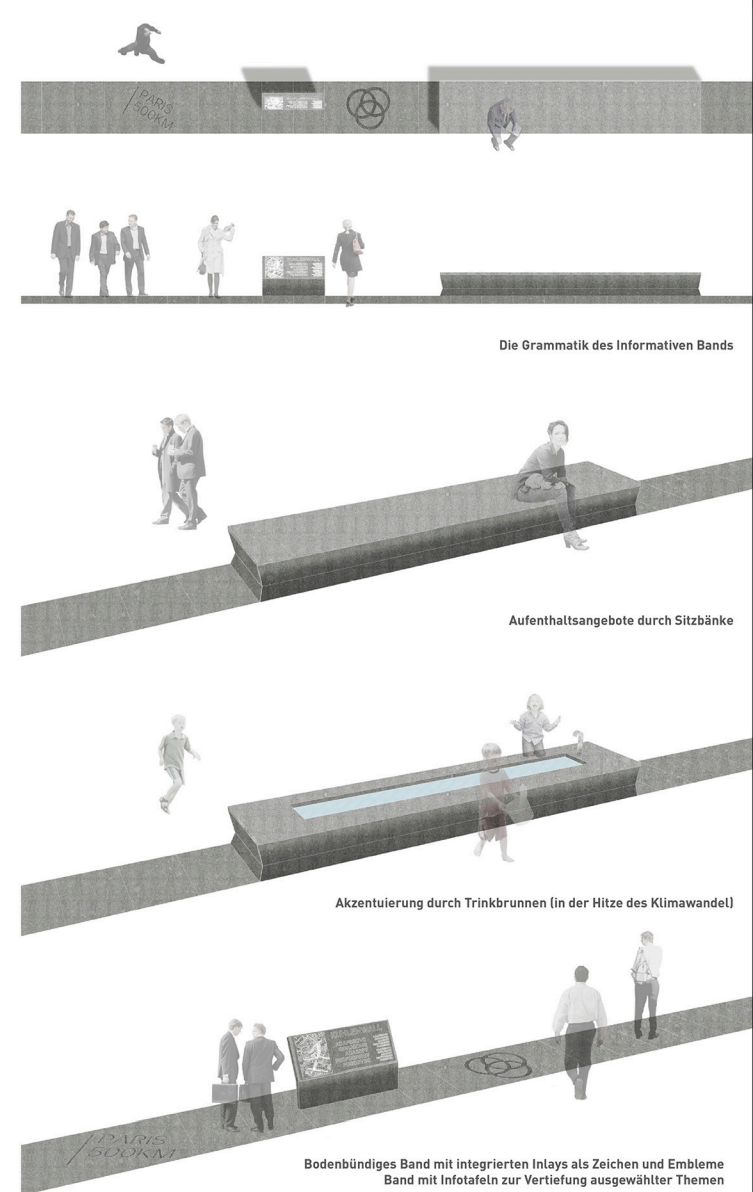 PARIS
500KM
Die Grammatik des Informativen Bands
Aufenthaltsangebote durch Sitzbänke
Akzentuierung durch Trinkbrunnen (in der Hitze des Klimawandel)
PARIS
500KM
Bodenbündiges Band mit integrierten Inlays als Zeichen und Embleme
Band mit Infotafeln zur Vertiefung ausgewählter Themen